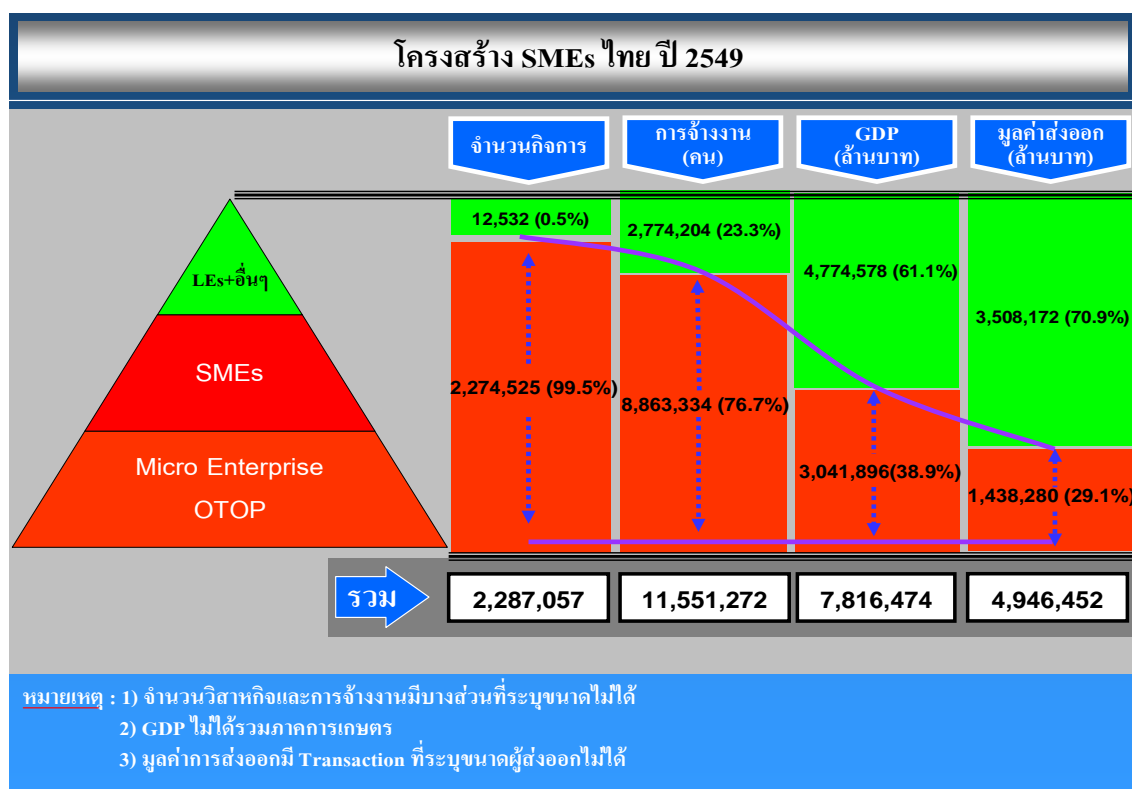 โครงสร้าง SMEs ไทย ปี 2549
จำนวนกิจการ
การจ้างงาน
(คน)
GDP
(ล้านบาท)
มูลค่าส่งออก
(ล้านบาท)
LEs+อื่นๆ
SMEs
Micro Enterprise
OTOP
12,532 (0.5%)
2,774,204 (23.3%)
4,774,578 (61.1%)
3,508,172 (70.9%)
2,274,525 (99.5%)
8,863,334 (76.7%)
3,041,896(38.9%)
1,438,280 (29.1%)
รวม
2,287,057
11,551,272
7,816,474
4,946,452
หมายเหตุ : 1) จำนวนวิสาหกิจและการจ้างงานมีบางส่วนที่ระบุขนาดไม่ได้
2) GDP ไม่ได้รวมภาคการเกษตร
3) มูลค่าการส่งออกมี Transaction ที่ระบุขนาดผู้ส่งออกไม่ได้